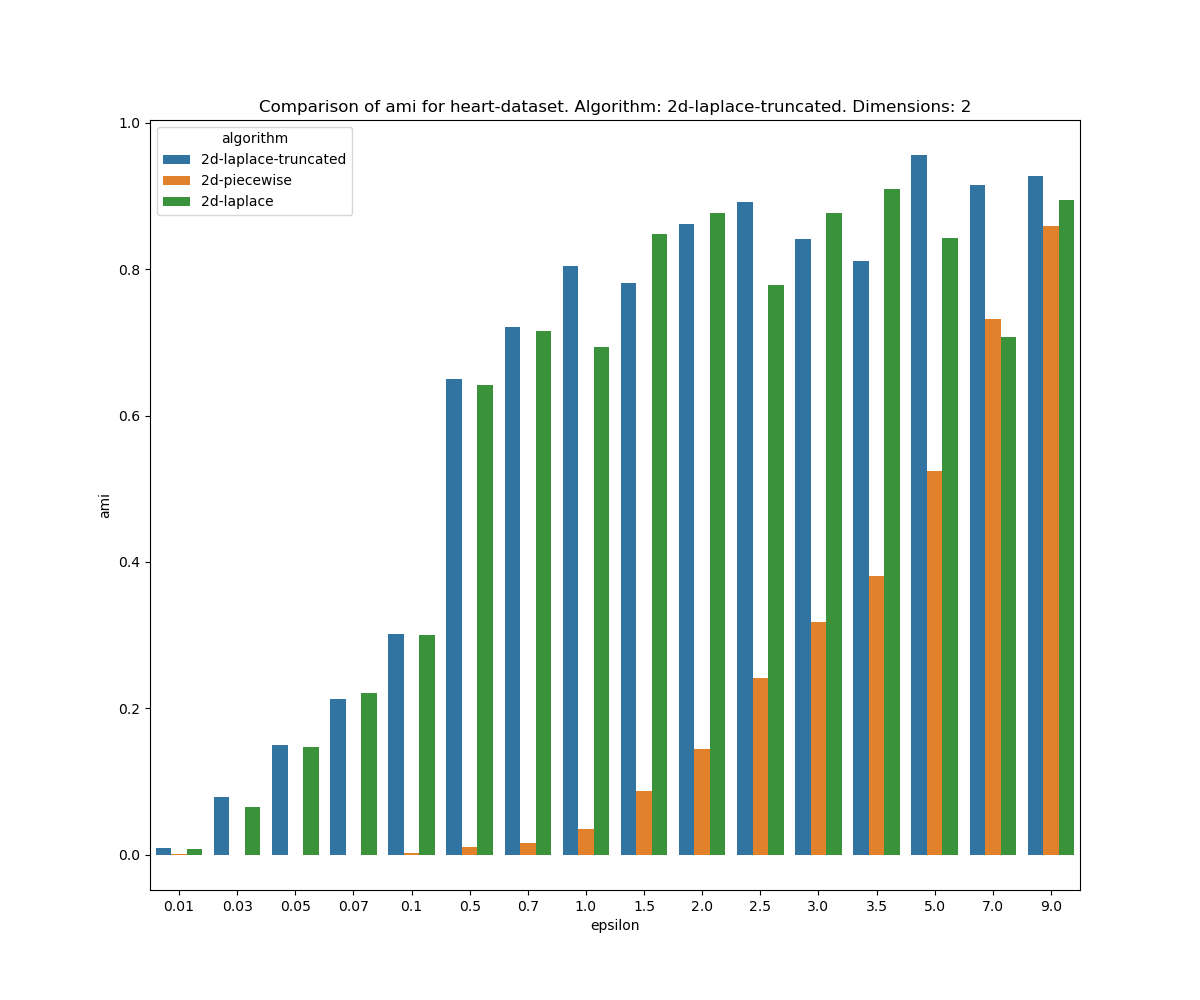 Comparison of ami for heart-dataset. Algorithm: 2d-laplace-truncated. Dimensions: 2
algorithm
2d-laplace-truncated
2d-piecewise
2d-laplace
1.0
0.8
0.6
0.4
0.2
0.0
ami
0.01 0.03 0.05 0.07 0.1 0.5 0.7 1.0 1.5 2.0 2.5 3.0 3.5 5.0 7.0 9.0
epsilon